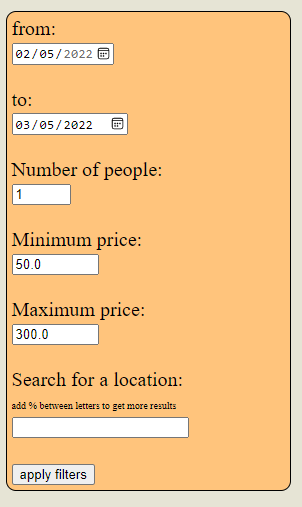 from:
02/05/2022
to:
03/05/2022
Number of people:
1
Minimum price:
50.0
Maximum price:
300.0
Search for a location:
add % between letters to get more results
apply filters